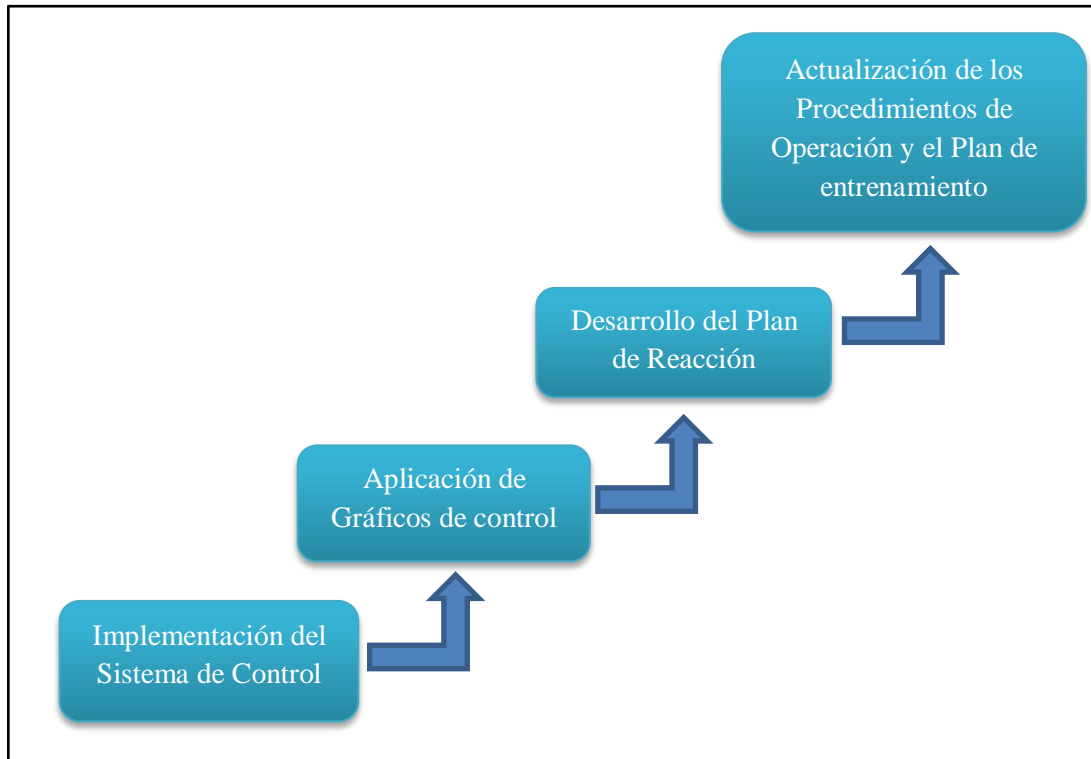 Actualización de los
Procedimientos de
Operación y el Plan de
entrenamiento
Desarrollo del Plan
de Reacción
Aplicación de
Gráficos de control
Implementación del
Sistema de Control